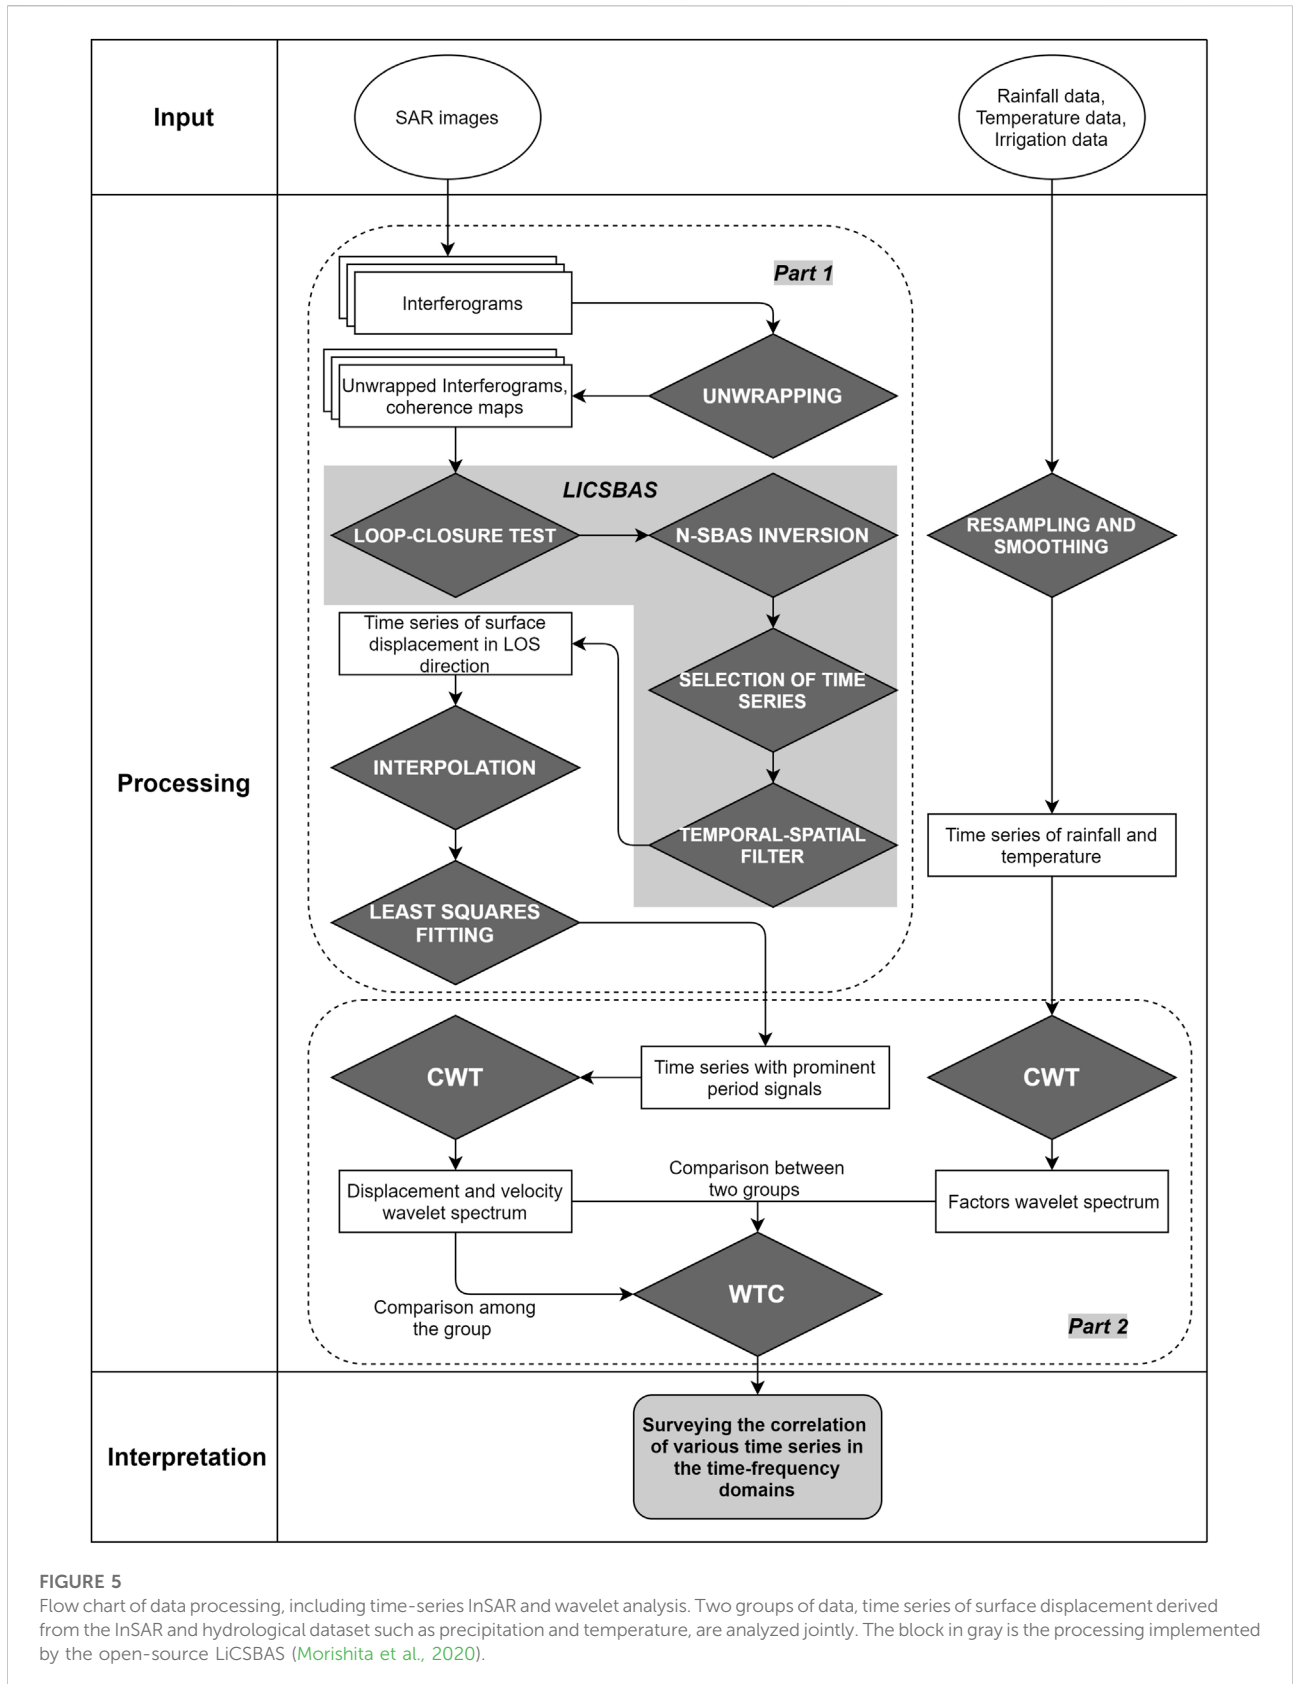 Input
SAR images
Rainfall data,
Temperature data,
Irrigation data
Processing
Part 1
Interferograms
UNWRAPPING
Unwrapped Interferograms,
coherence maps
LICSBAS
LOOP-CLOSURE TEST
N-SBAS INVERSION
RESAMPLING AND
SMOOTHING
Time series of surface
displacement in LOS
direction
SELECTION OF TIME
SERIES
INTERPOLATION
TEMPORAL-SPATIAL
FILTER
Time series of rainfall and
temperature
LEAST SQUARES
FITTING
CWT
Time series with prominent
period signals
CWT
Comparison between
two groups
Displacement and velocity
wavelet spectrum
Factors wavelet spectrum
WTC
Comparison among
the group
Part 2
Interpretation
Surveying the correlation
of various time series in
the time-frequency
domains
FIGURE 5
Flow chart of data processing, including time-series InSAR and wavelet analysis. Two groups of data, time series of surface displacement derived
from the InSAR and hydrological dataset such as precipitation and temperature, are analyzed jointly. The block in gray is the processing implemented
by the open-source LiCSBAS (Morishita et al., 2020).